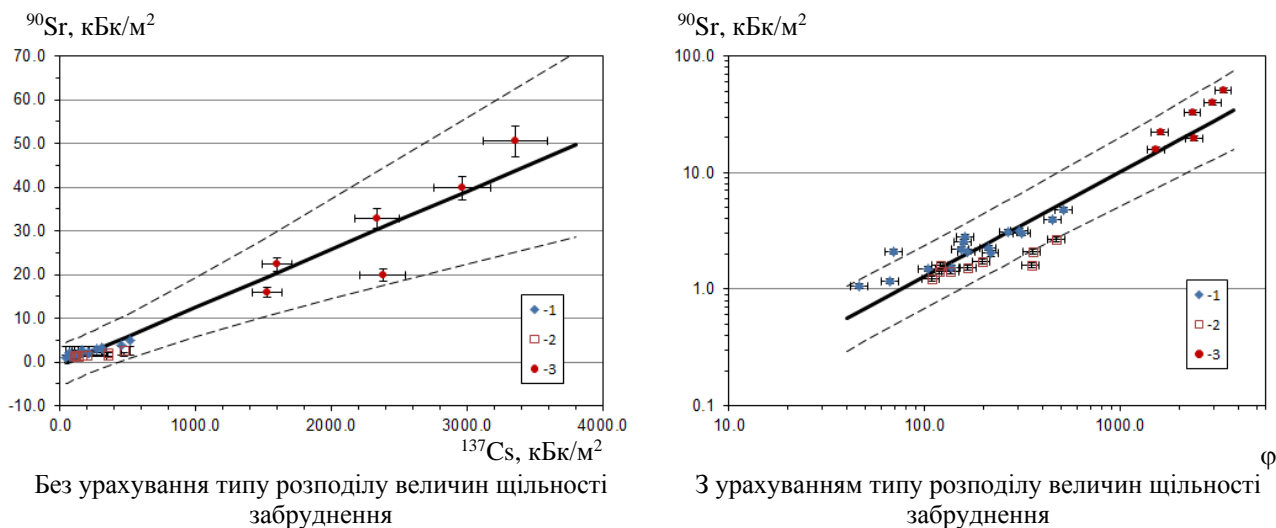 ⁹⁰Sr, кБк/м²
70.0
60.0
50.0
40.0
30.0
20.0
10.0
0.0
-10.0
0.0 1000.0 2000.0 3000.0 4000.0
¹³⁷Cs, кБк/м²
-1
-2
-3
Без урахування типу розподілу величин щільності
забруднення
⁹⁰Sr, кБк/м²
100.0
10.0
1.0
0.1
10.0 100.0 1000.0
φ
-1
-2
-3
З урахуванням типу розподілу величин щільності
забруднення